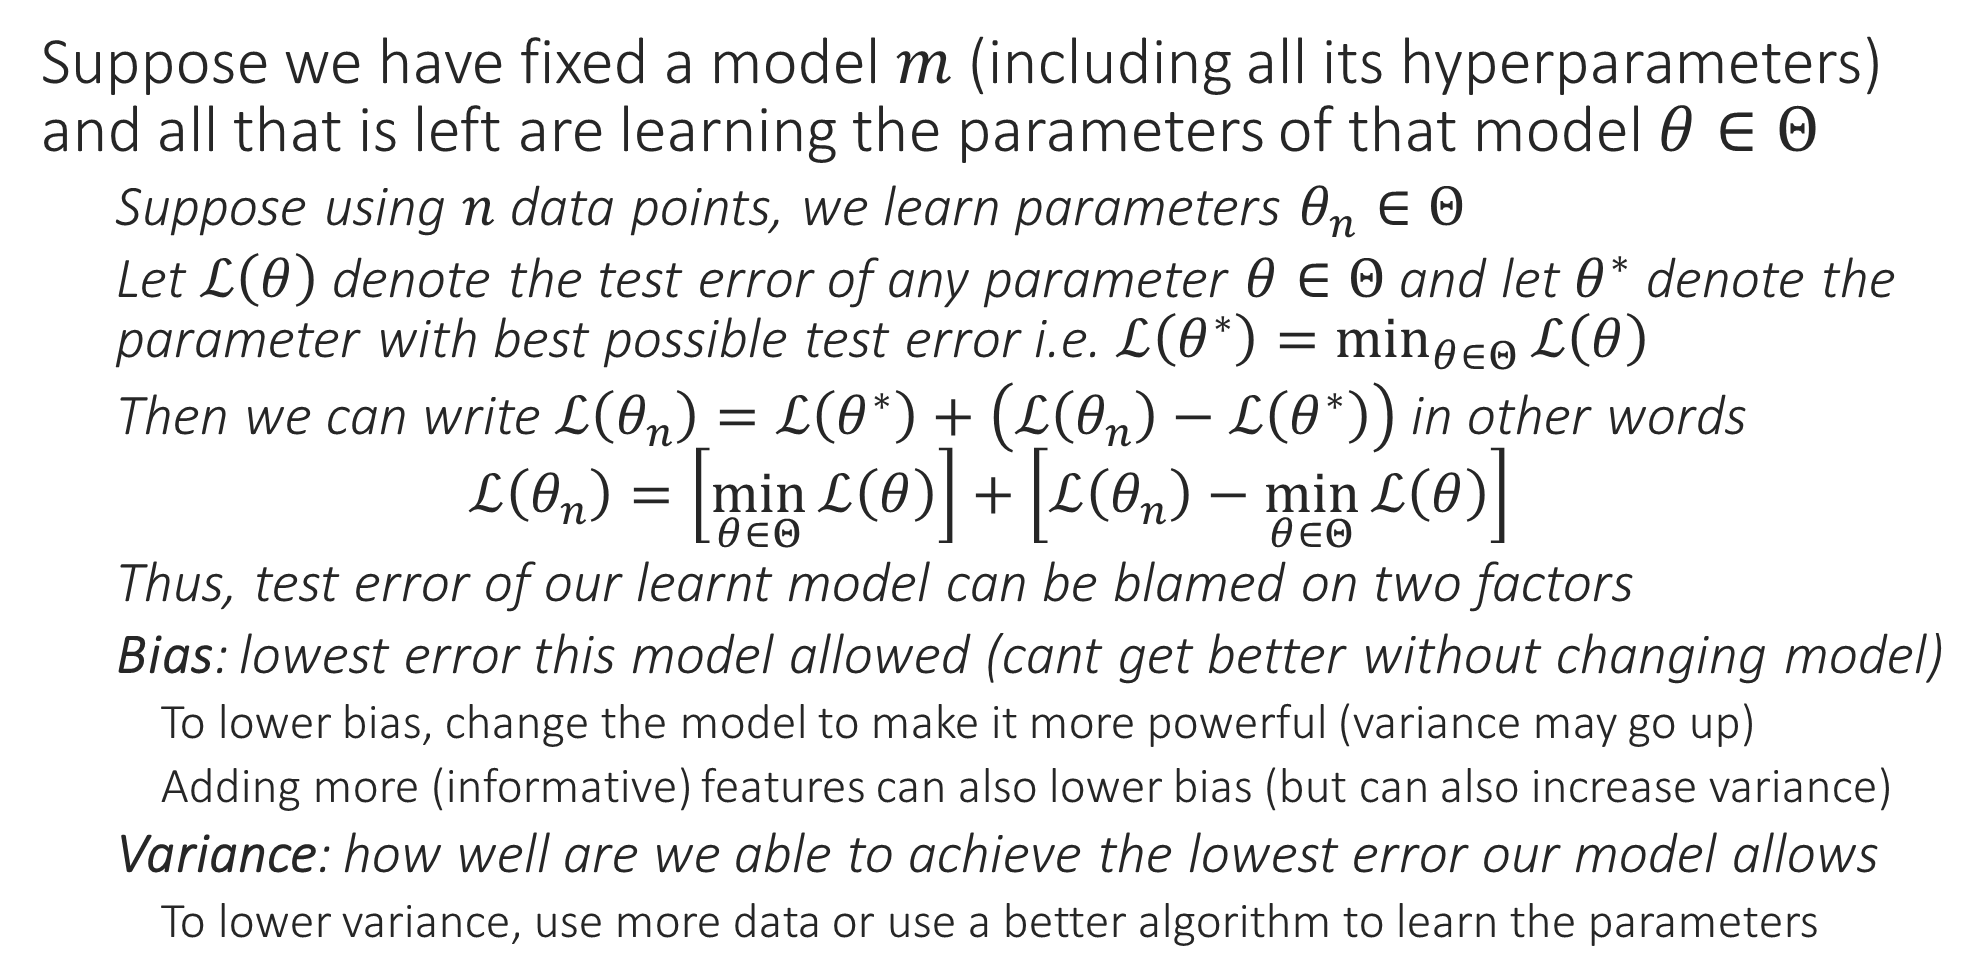 Suppose we have fixed a model 𝑚 (including all its hyperparameters)
and all that is left are learning the parameters of that model 𝜃 ∈ Θ
Suppose using 𝑛 data points, we learn parameters 𝜃ₙ ∈ Θ
Let ℒ(𝜃) denote the test error of any parameter 𝜃 ∈ Θ and let 𝜃* denote the
parameter with best possible test error i.e. ℒ(𝜃*) = min_{𝜃∈Θ} ℒ(𝜃)
Then we can write ℒ(𝜃ₙ) = ℒ(𝜃*) + (ℒ(𝜃ₙ) − ℒ(𝜃*)) in other words
ℒ(𝜃ₙ) = [min_{𝜃∈Θ} ℒ(𝜃)] + [ℒ(𝜃ₙ) − min_{𝜃∈Θ} ℒ(𝜃)]
Thus, test error of our learnt model can be blamed on two factors
Bias: lowest error this model allowed (cant get better without changing model)
To lower bias, change the model to make it more powerful (variance may go up)
Adding more (informative) features can also lower bias (but can also increase variance)
Variance: how well are we able to achieve the lowest error our model allows
To lower variance, use more data or use a better algorithm to learn the parameters